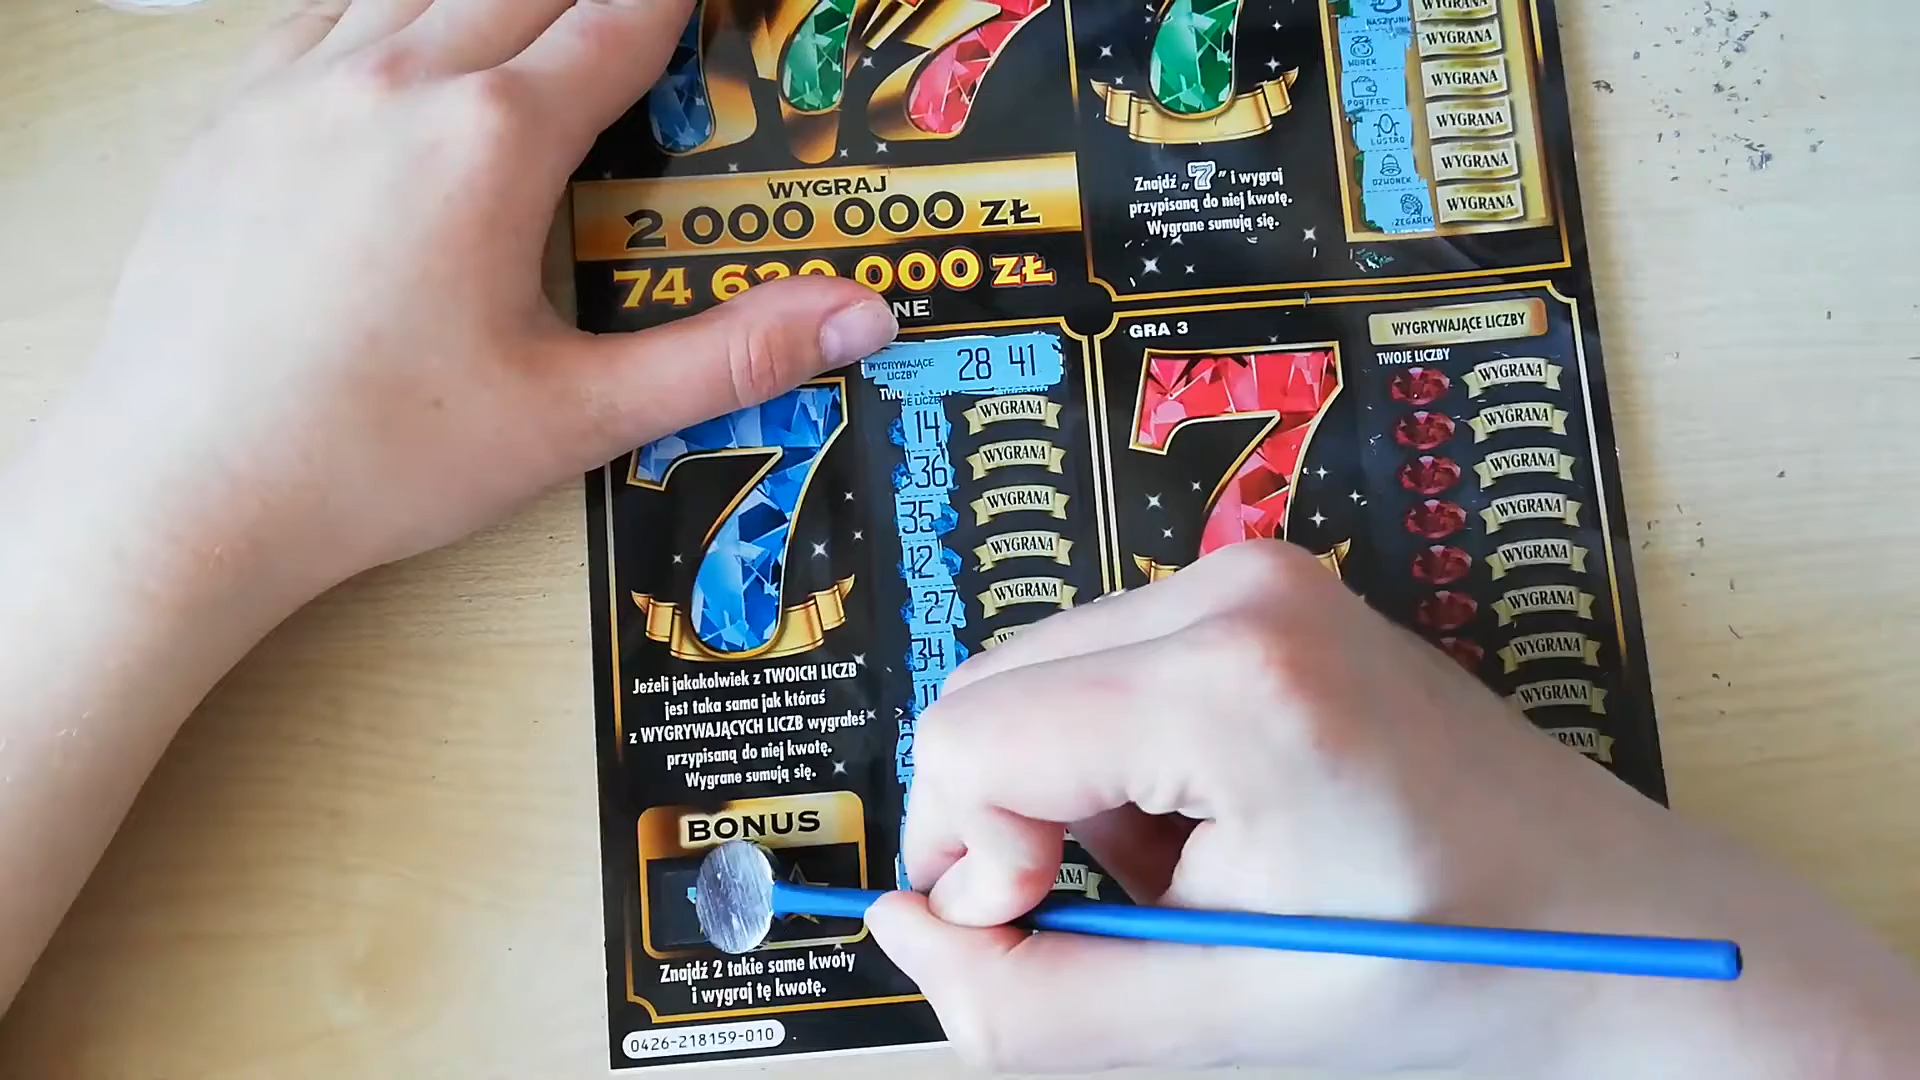 WYGRAJ
2 000 000 ZŁ
000 ZŁ
NE
Znajdź „7” i wygraj
przypisaną do niej kwotę.
Wygrane sumują się.
WYGRANA
WYGRANA
WOREK
WYGRANA
PORTFEL
WYGRANA
LUSTRO
WYGRANA
DZWONEK
WYGRANA
ZEGAREK
WYGRYWAJĄCE
LICZBY
28 41
14 WYGRANA
36 WYGRANA
35 WYGRANA
12 WYGRANA
27 WYGRANA
34
11
Jeżeli jakakolwiek z TWOICH LICZB
jest taka sama jak któraś
z WYGRYWAJĄCYCH LICZB wygrałeś
przypisaną do niej kwotę.
Wygrane sumują się.
BONUS
Znajdź 2 takie same kwoty
i wygraj tę kwotę.
0426-218159-010
GRA 3
WYGRYWAJĄCE LICZBY
TWOJE LICZBY
WYGRANA
WYGRANA
WYGRANA
WYGRANA
WYGRANA
WYGRANA
WYGRANA
WYGRANA